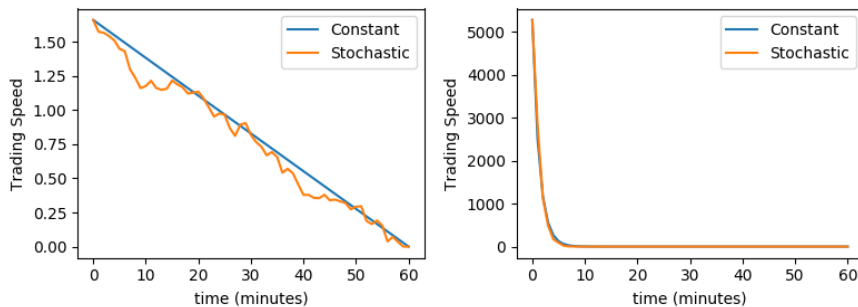 Trading Speed
1.50
1.25
1.00
0.75
0.50
0.25
0.00
Constant
Stochastic
0 10 20 30 40 50 60
time (minutes)
Trading Speed
5000
4000
3000
2000
1000
0
Constant
Stochastic
0 10 20 30 40 50 60
time (minutes)